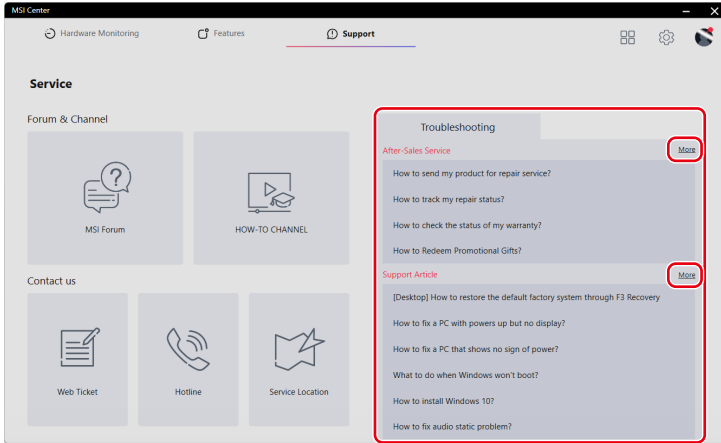 MSI Center
Hardware Monitoring
Features
Support
Service
Forum & Channel
MSI Forum
HOW-TO CHANNEL
Contact us
Web Ticket
Hotline
Service Location
Troubleshooting
After-Sales Service
More
How to send my product for repair service?
How to track my repair status?
How to check the status of my warranty?
How to Redeem Promotional Gifts?
Support Article
More
[Desktop] How to restore the default factory system through F3 Recovery
How to fix a PC with powers up but no display?
How to fix a PC that shows no sign of power?
What to do when Windows won't boot?
How to install Windows 10?
How to fix audio static problem?